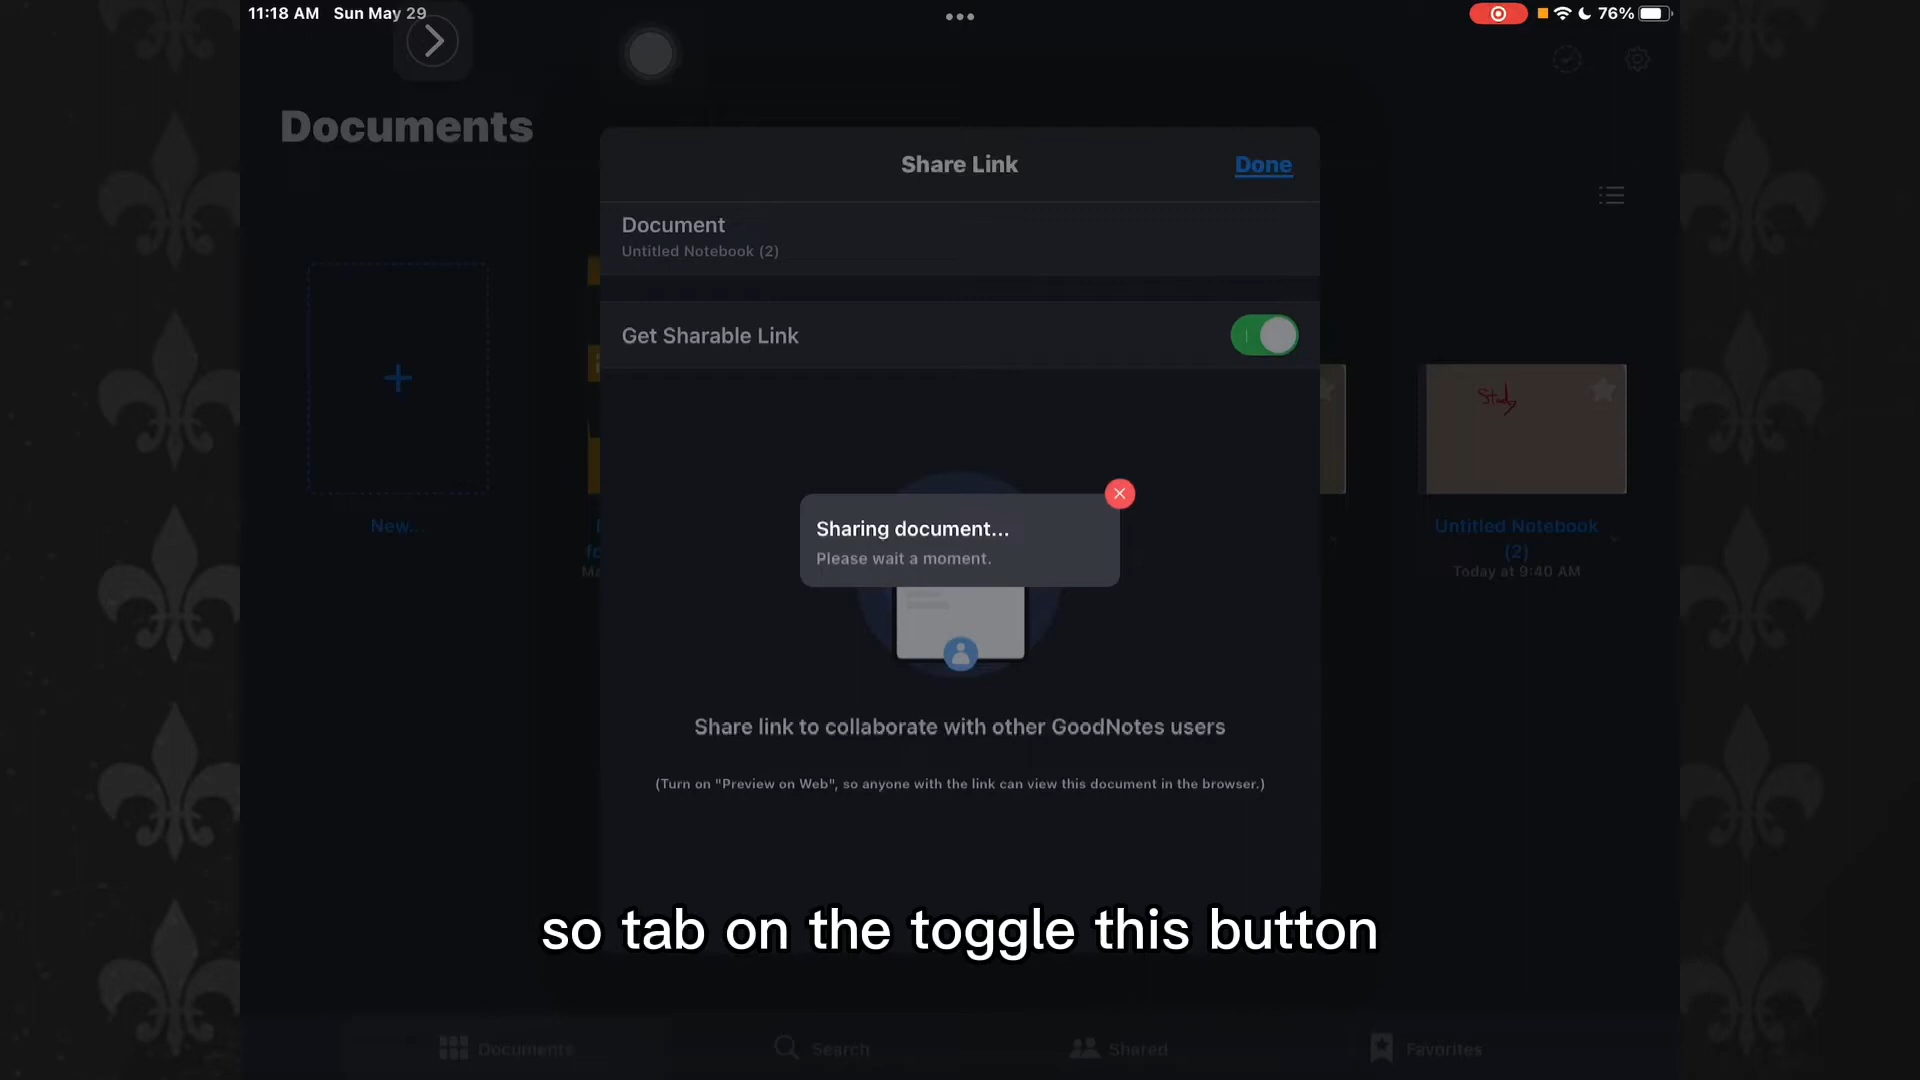 11:18 AM Sun May 29
76%
Documents
Share Link
Done
Document
Untitled Notebook (2)
Get Sharable Link
Study
Sharing document...
Please wait a moment.
New...
Untitled Notebook
(2)
Today at 9:40 AM
Share link to collaborate with other GoodNotes users
(Turn on "Preview on Web", so anyone with the link can view this document in the browser.)
so tab on the toggle this button
Documents
Search
Shared
Favorites